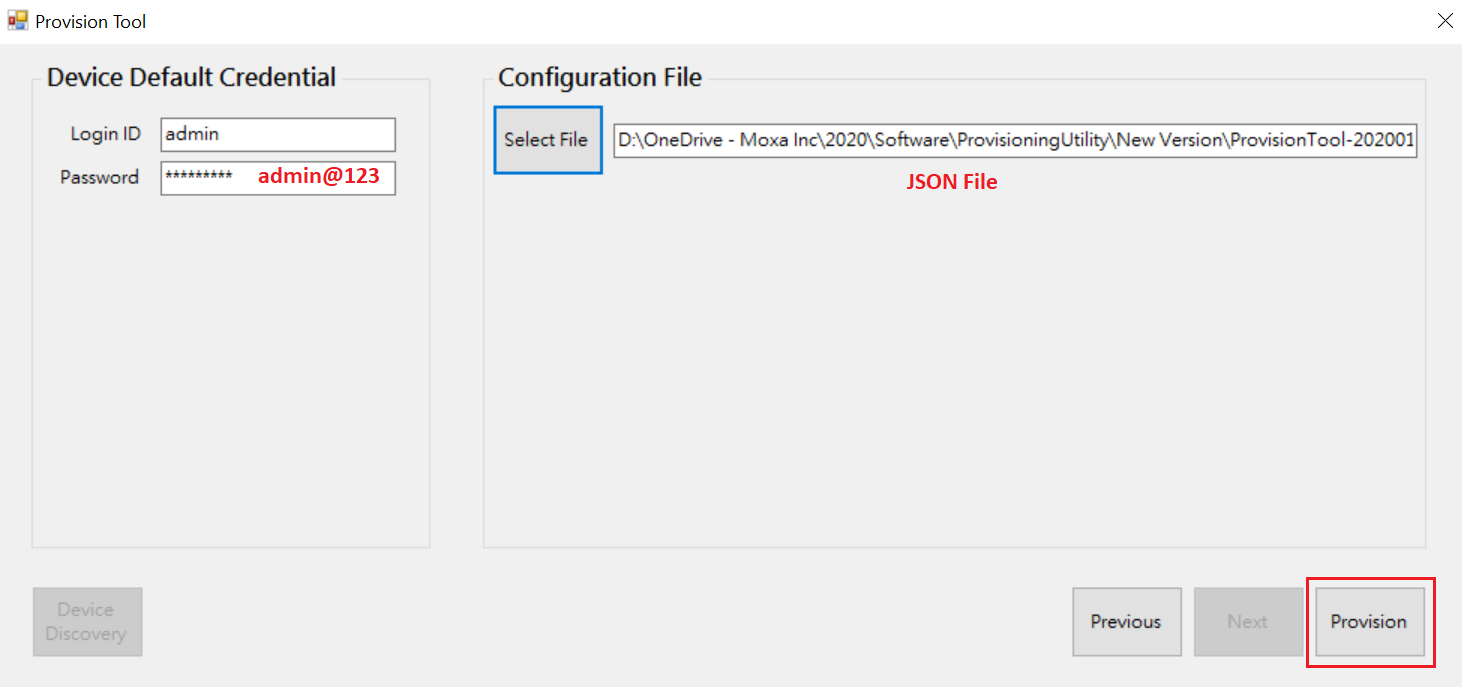 Provision Tool
Device Default Credential
Login ID admin
Password ********* admin@123
Configuration File
Select File D:\OneDrive - Moxa Inc\2020\Software\ProvisioningUtility\New Version\ProvisionTool-202001
JSON File
Device
Discovery
Previous
Next
Provision